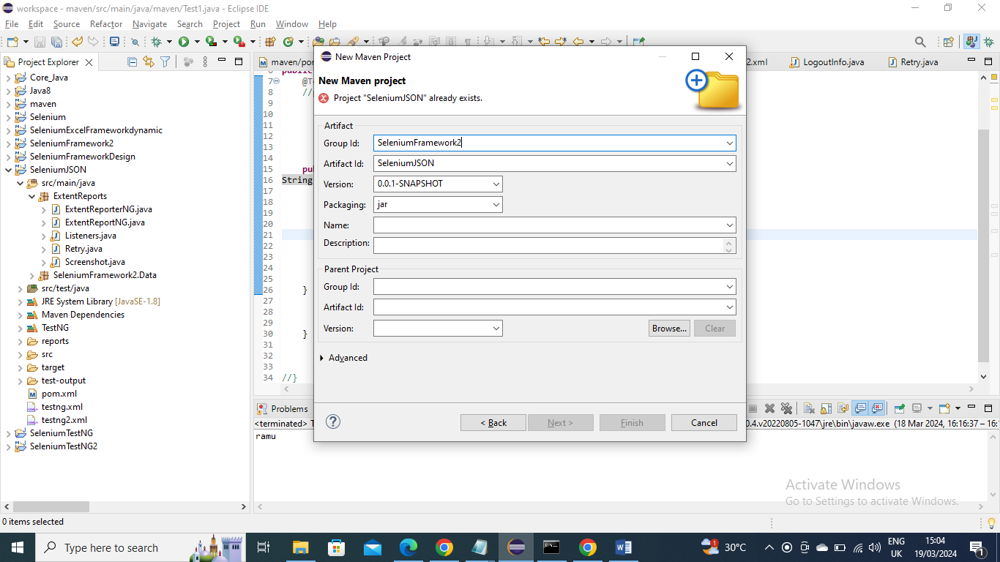 workspace - maven/src/main/java/maven/Test1.java - Eclipse IDE
File Edit Source Refactor Navigate Search Project Run Window Help
Project Explorer
Core_Java
Java8
maven
Selenium
SeleniumExcelFrameworkdynamic
SeleniumFramework2
SeleniumFrameworkDesign
SeleniumJSON
src/main/java
ExtentReports
ExtentReporterNG.java
ExtentReportNG.java
Listeners.java
Retry.java
Screenshot.java
SeleniumFramework2.Data
src/test/java
JRE System Library [JavaSE-1.8]
Maven Dependencies
TestNG
reports
src
target
test-output
pom.xml
testng.xml
testng2.xml
SeleniumTestNG
SeleniumTestNG2
maven/por
2.xml
LogoutInfo.java
Retry.java
6 public
7 @Te
8 //p
9
10
11
12
13
14
15 pu
16 String
17
18
19
20
21
22
23
24
25
26 }
27
28
29
30 }
31
32
33
34 //}
New Maven Project
New Maven project
Project "SeleniumJSON" already exists.
Artifact
Group Id: SeleniumFramework2
Artifact Id: SeleniumJSON
Version: 0.0.1-SNAPSHOT
Packaging: jar
Name:
Description:
Parent Project
Group Id:
Artifact Id:
Version: Browse... Clear
Advanced
< Back Next > Finish Cancel
Problems
<terminated> T
0.4.v20220805-1047\jre\bin\javaw.exe (18 Mar 2024, 16:16:37 – 16:
ramu
Activate Windows
Go to Settings to activate Windows.
0 items selected
Type here to search
1
30°C
ENG
UK
15:04
19/03/2024
1